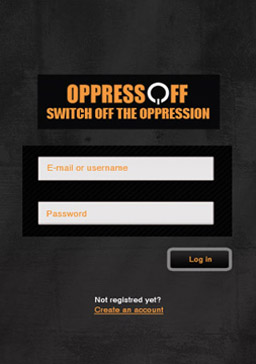 OPPRESSOFF
SWITCH OFF THE OPPRESSION
E-mail or username
Password
Log in
Not registred yet?
Create an account